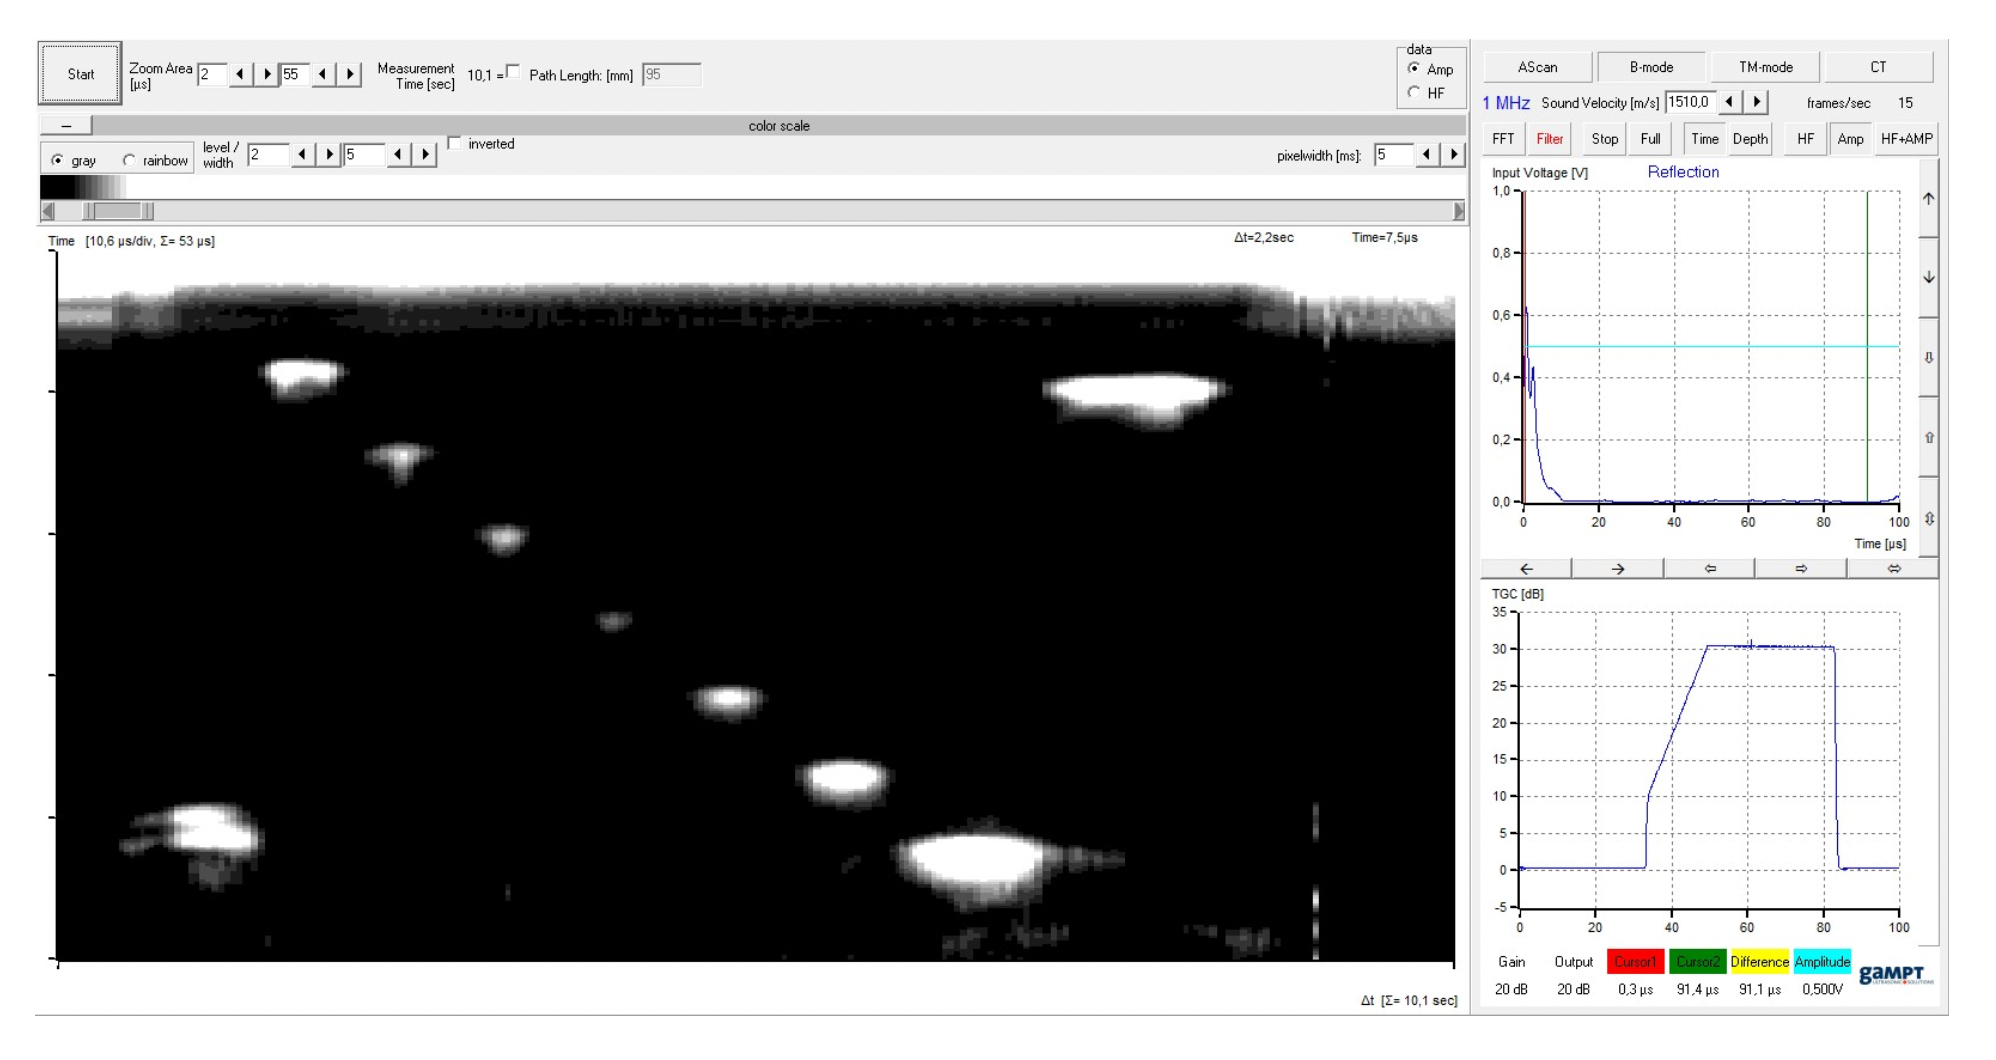 Start
Zoom Area [µs] 2 55
Measurement Time [sec] 10,1 =
Path Length: [mm] 95
data
Amp
HF
–
color scale
gray
rainbow
level / width 2 5
inverted
pixelwidth [ms]: 5
Time [10,6 µs/div, Σ= 53 µs]
Δt=2,2sec
Time=7,5µs
Δt [Σ= 10,1 sec]
AScan
B-mode
TM-mode
CT
1 MHz Sound Velocity [m/s] 1510,0
frames/sec 15
FFT
Filter
Stop
Full
Time
Depth
HF
Amp
HF+AMP
Input Voltage [V]
Reflection
1,0
0,8
0,6
0,4
0,2
0,0
0 20 40 60 80 100
Time [µs]
TGC [dB]
35
30
25
20
15
10
5
0
-5
0 20 40 60 80 100
Gain Output Cursor1 Cursor2 Difference Amplitude
20 dB 20 dB 0,3 µs 91,4 µs 91,1 µs 0,500V
gaMPT
ULTRASONIC SOLUTIONS